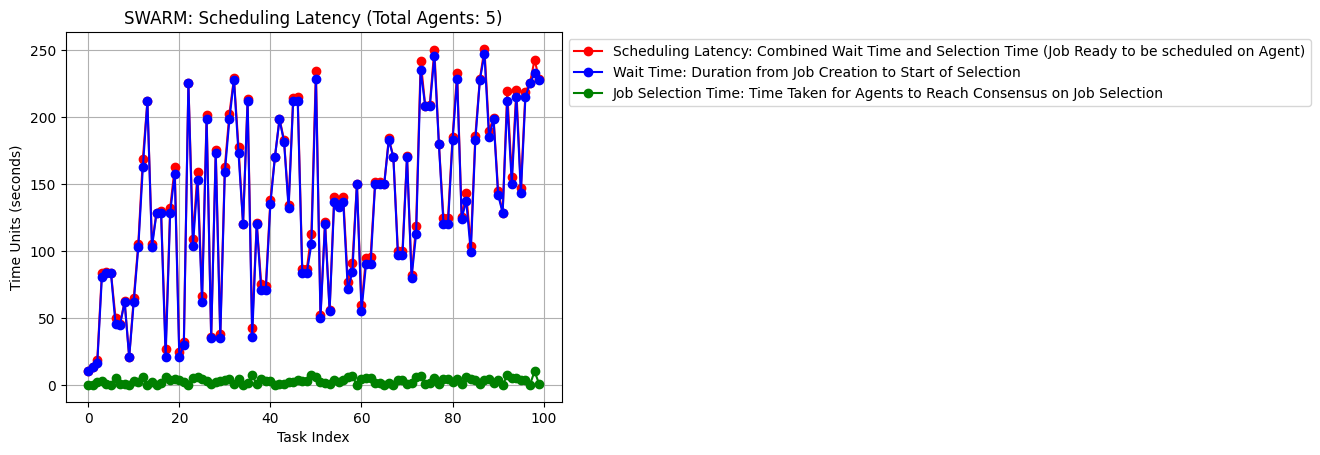 SWARM: Scheduling Latency (Total Agents: 5)
Scheduling Latency: Combined Wait Time and Selection Time (Job Ready to be scheduled on Agent)
Wait Time: Duration from Job Creation to Start of Selection
Job Selection Time: Time Taken for Agents to Reach Consensus on Job Selection
Time Units (seconds)
250
200
150
100
50
0
0 20 40 60 80 100
Task Index